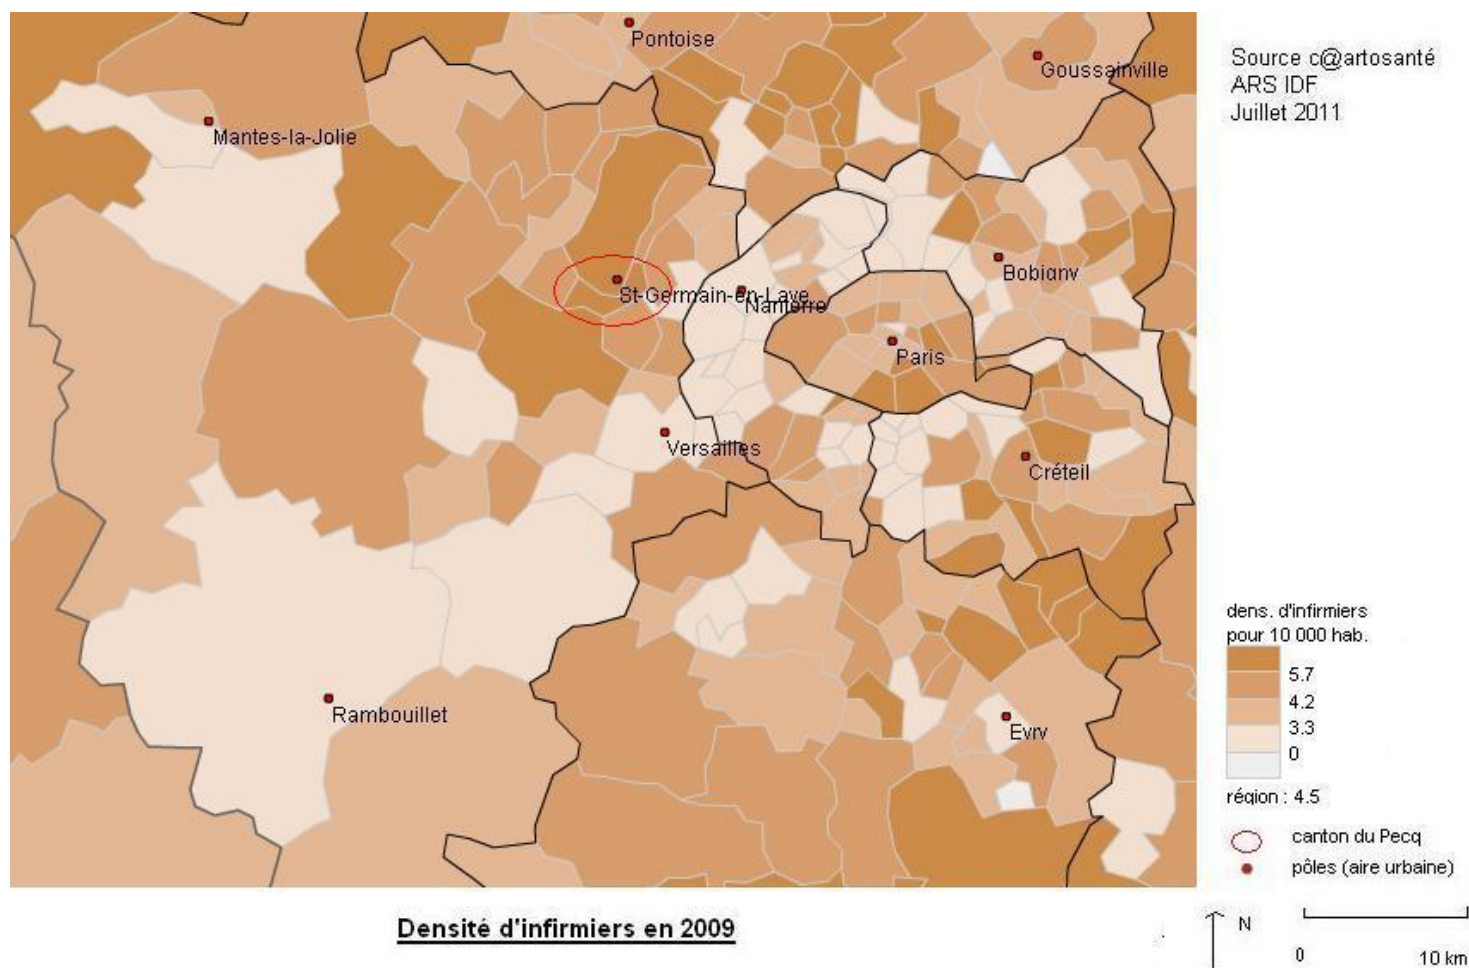 Pontoise
Goussainville
Mantes-la-Jolie
St-Germain-en-Laye
Nanterre
Bobigny
Paris
Versailles
Créteil
Rambouillet
Evry
Source c@artosanté
ARS IDF
Juillet 2011
dens. d'infirmiers
pour 10 000 hab.
5.7
4.2
3.3
0
région : 4.5
canton du Pecq
pôles (aire urbaine)
Densité d'infirmiers en 2009
N
0
10 km